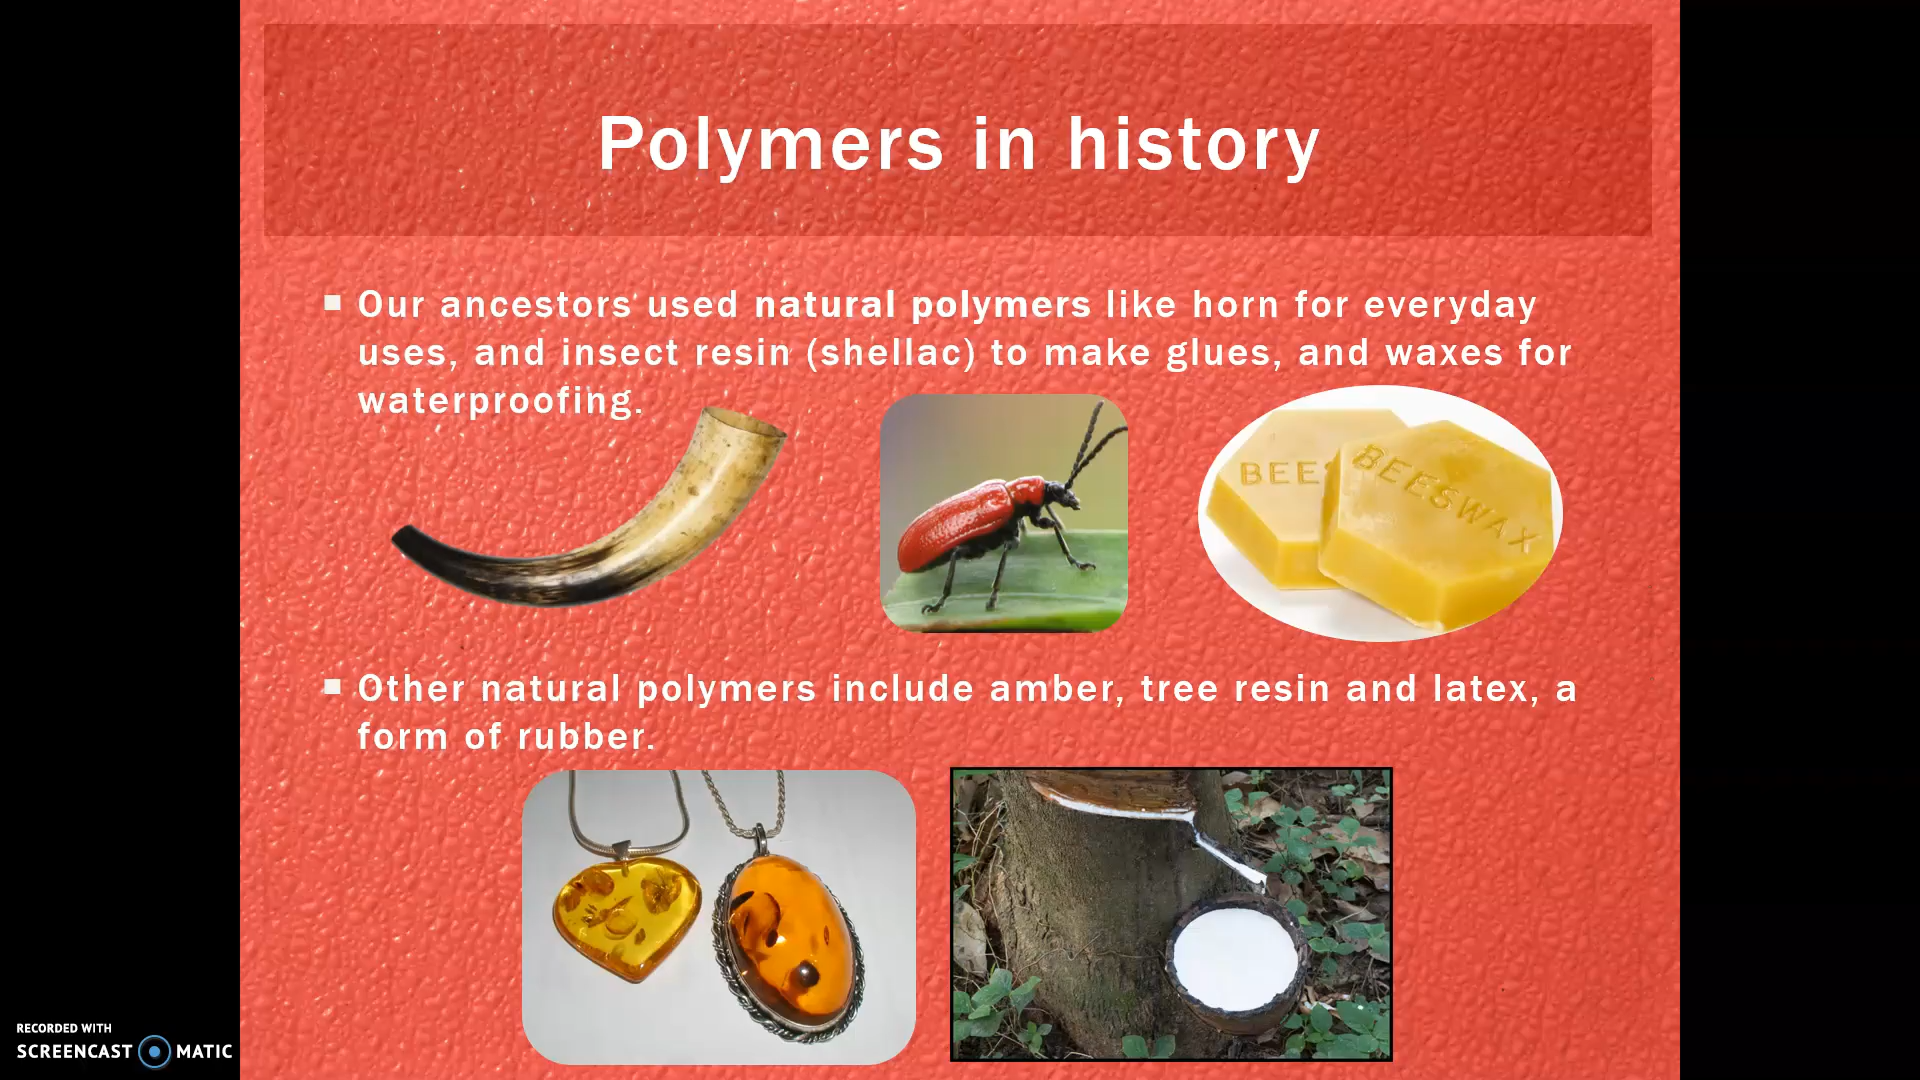 Polymers in history
Our ancestors used natural polymers like horn for everyday
uses, and insect resin (shellac) to make glues, and waxes for
waterproofing.
BEES
BEESWAX
Other natural polymers include amber, tree resin and latex, a
form of rubber.
RECORDED WITH
SCREENCAST MATIC